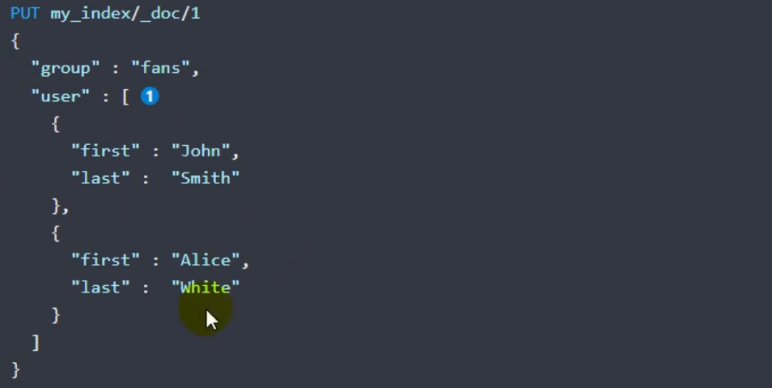 PUT my_index/_doc/1
{
  "group" : "fans",
  "user" : [ 1
    {
      "first" : "John",
      "last" :  "Smith"
    },
    {
      "first" : "Alice",
      "last" :  "White"
    }
  ]
}